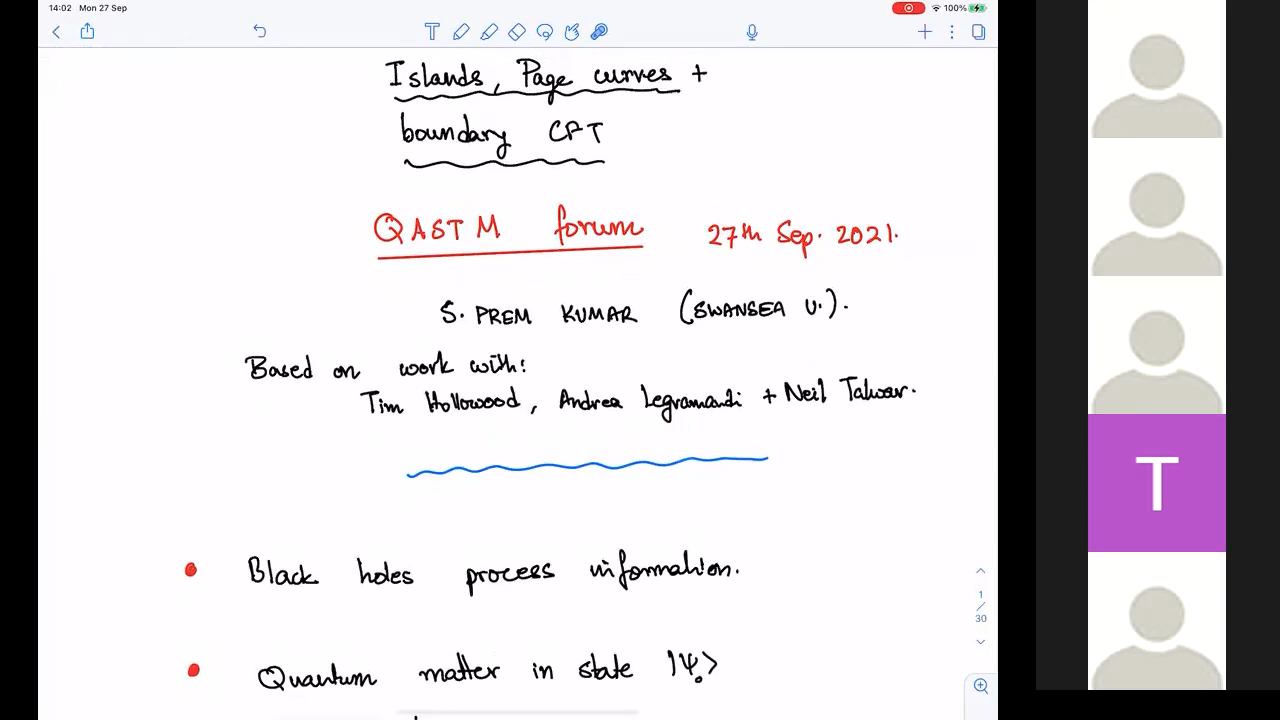 14:02 Mon 27 Sep
100%
Islands, Page curves +
boundary CFT
QASTM forum 27th Sep. 2021.
S. PREM KUMAR (SWANSEA U.).
Based on work with:
Tim Hollowood, Andrea Legramandi + Neil Talwar.
• Black holes process information.
• Quantum matter in state |Ψ₀>
1
/
30
T